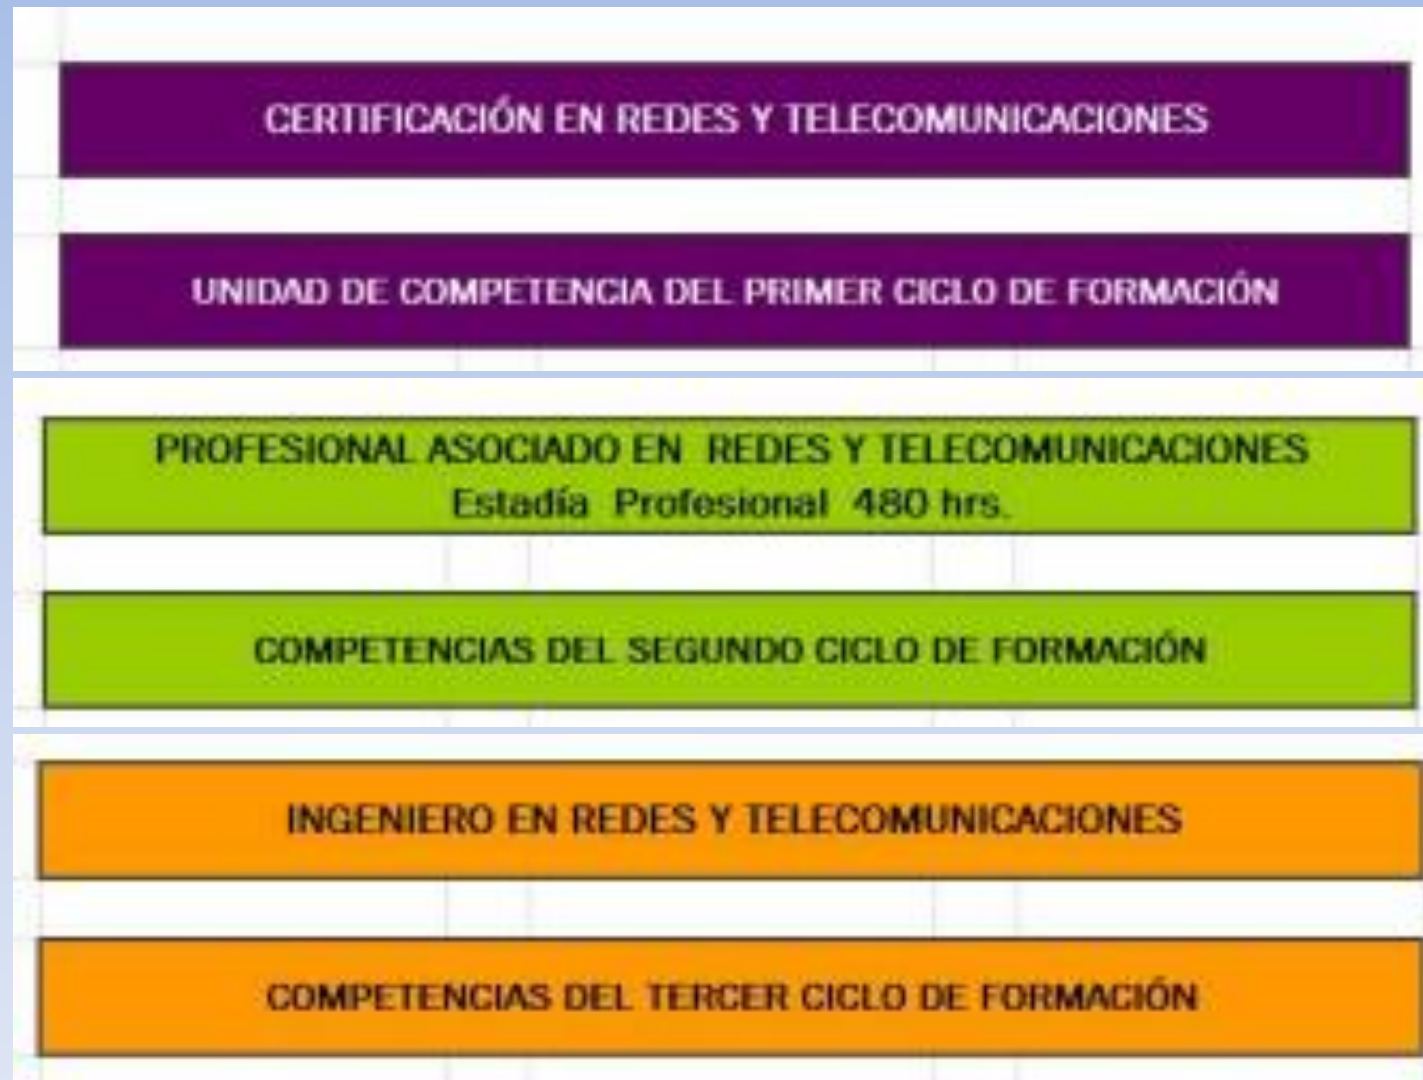 CERTIFICACIÓN EN REDES Y TELECOMUNICACIONES
UNIDAD DE COMPETENCIA DEL PRIMER CICLO DE FORMACIÓN
PROFESIONAL ASOCIADO EN REDES Y TELECOMUNICACIONES
Estadía Profesional 480 hrs.
COMPETENCIAS DEL SEGUNDO CICLO DE FORMACIÓN
INGENIERO EN REDES Y TELECOMUNICACIONES
COMPETENCIAS DEL TERCER CICLO DE FORMACIÓN